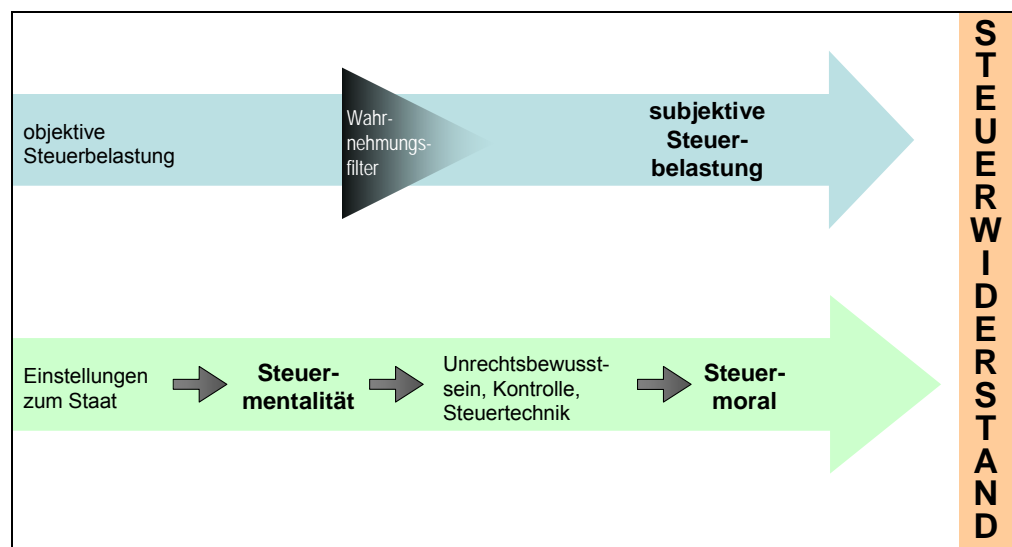 objektive
Steuerbelastung
Wahr-
nehmungs-
filter
subjektive
Steuer-
belastung
Einstellungen
zum Staat
Steuer-
mentalität
Unrechtsbewusst-
sein, Kontrolle,
Steuertechnik
Steuer-
moral
S
T
E
U
E
R
W
I
D
E
R
S
T
A
N
D